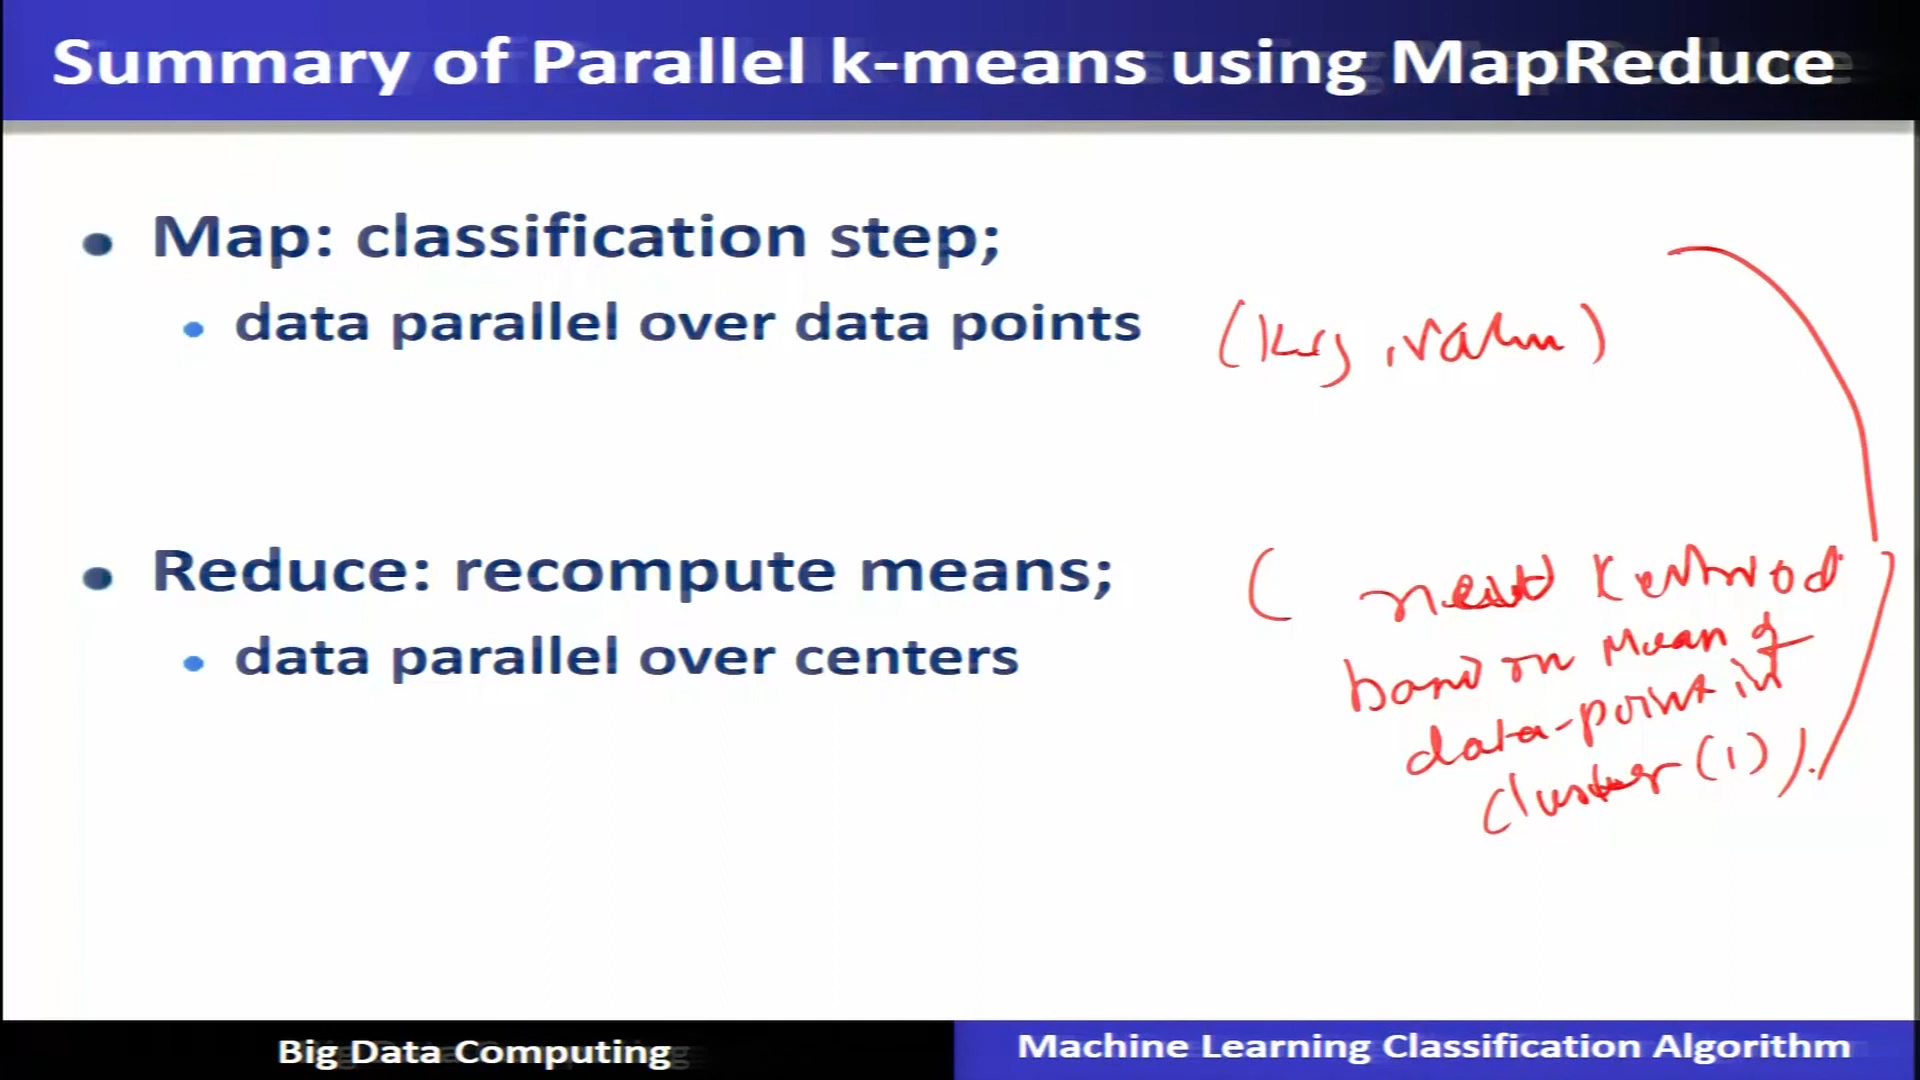 Summary of Parallel k-means using MapReduce
• Map: classification step;
• data parallel over data points
(key, value)
• Reduce: recompute means;
• data parallel over centers
( next
based on Mean of
data-point in
cluster (1) ).
Big Data Computing
Machine Learning Classification Algorithm